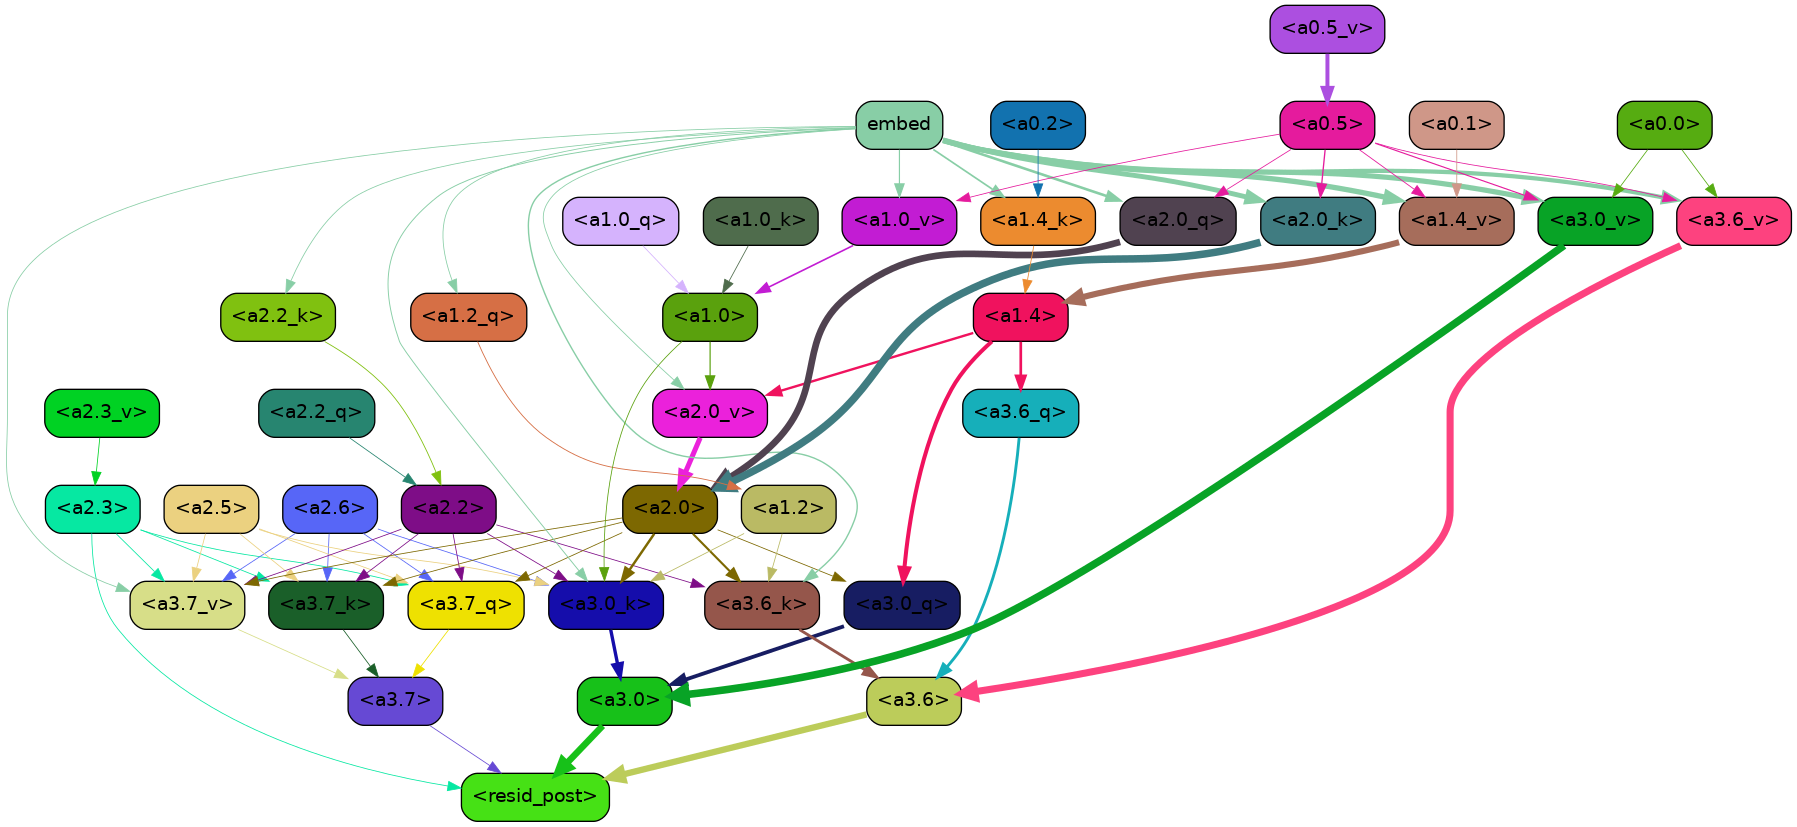 <a0.5_v>
embed
<a0.2>
<a0.5>
<a0.1>
<a0.0>
<a1.0_q>
<a1.0_k>
<a1.0_v>
<a1.4_k>
<a2.0_q>
<a2.0_k>
<a1.4_v>
<a3.0_v>
<a3.6_v>
<a2.2_k>
<a1.2_q>
<a1.0>
<a1.4>
<a2.3_v>
<a2.2_q>
<a2.0_v>
<a3.6_q>
<a2.3>
<a2.5>
<a2.6>
<a2.2>
<a2.0>
<a1.2>
<a3.7_v>
<a3.7_k>
<a3.7_q>
<a3.0_k>
<a3.6_k>
<a3.0_q>
<a3.7>
<a3.0>
<a3.6>
<resid_post>